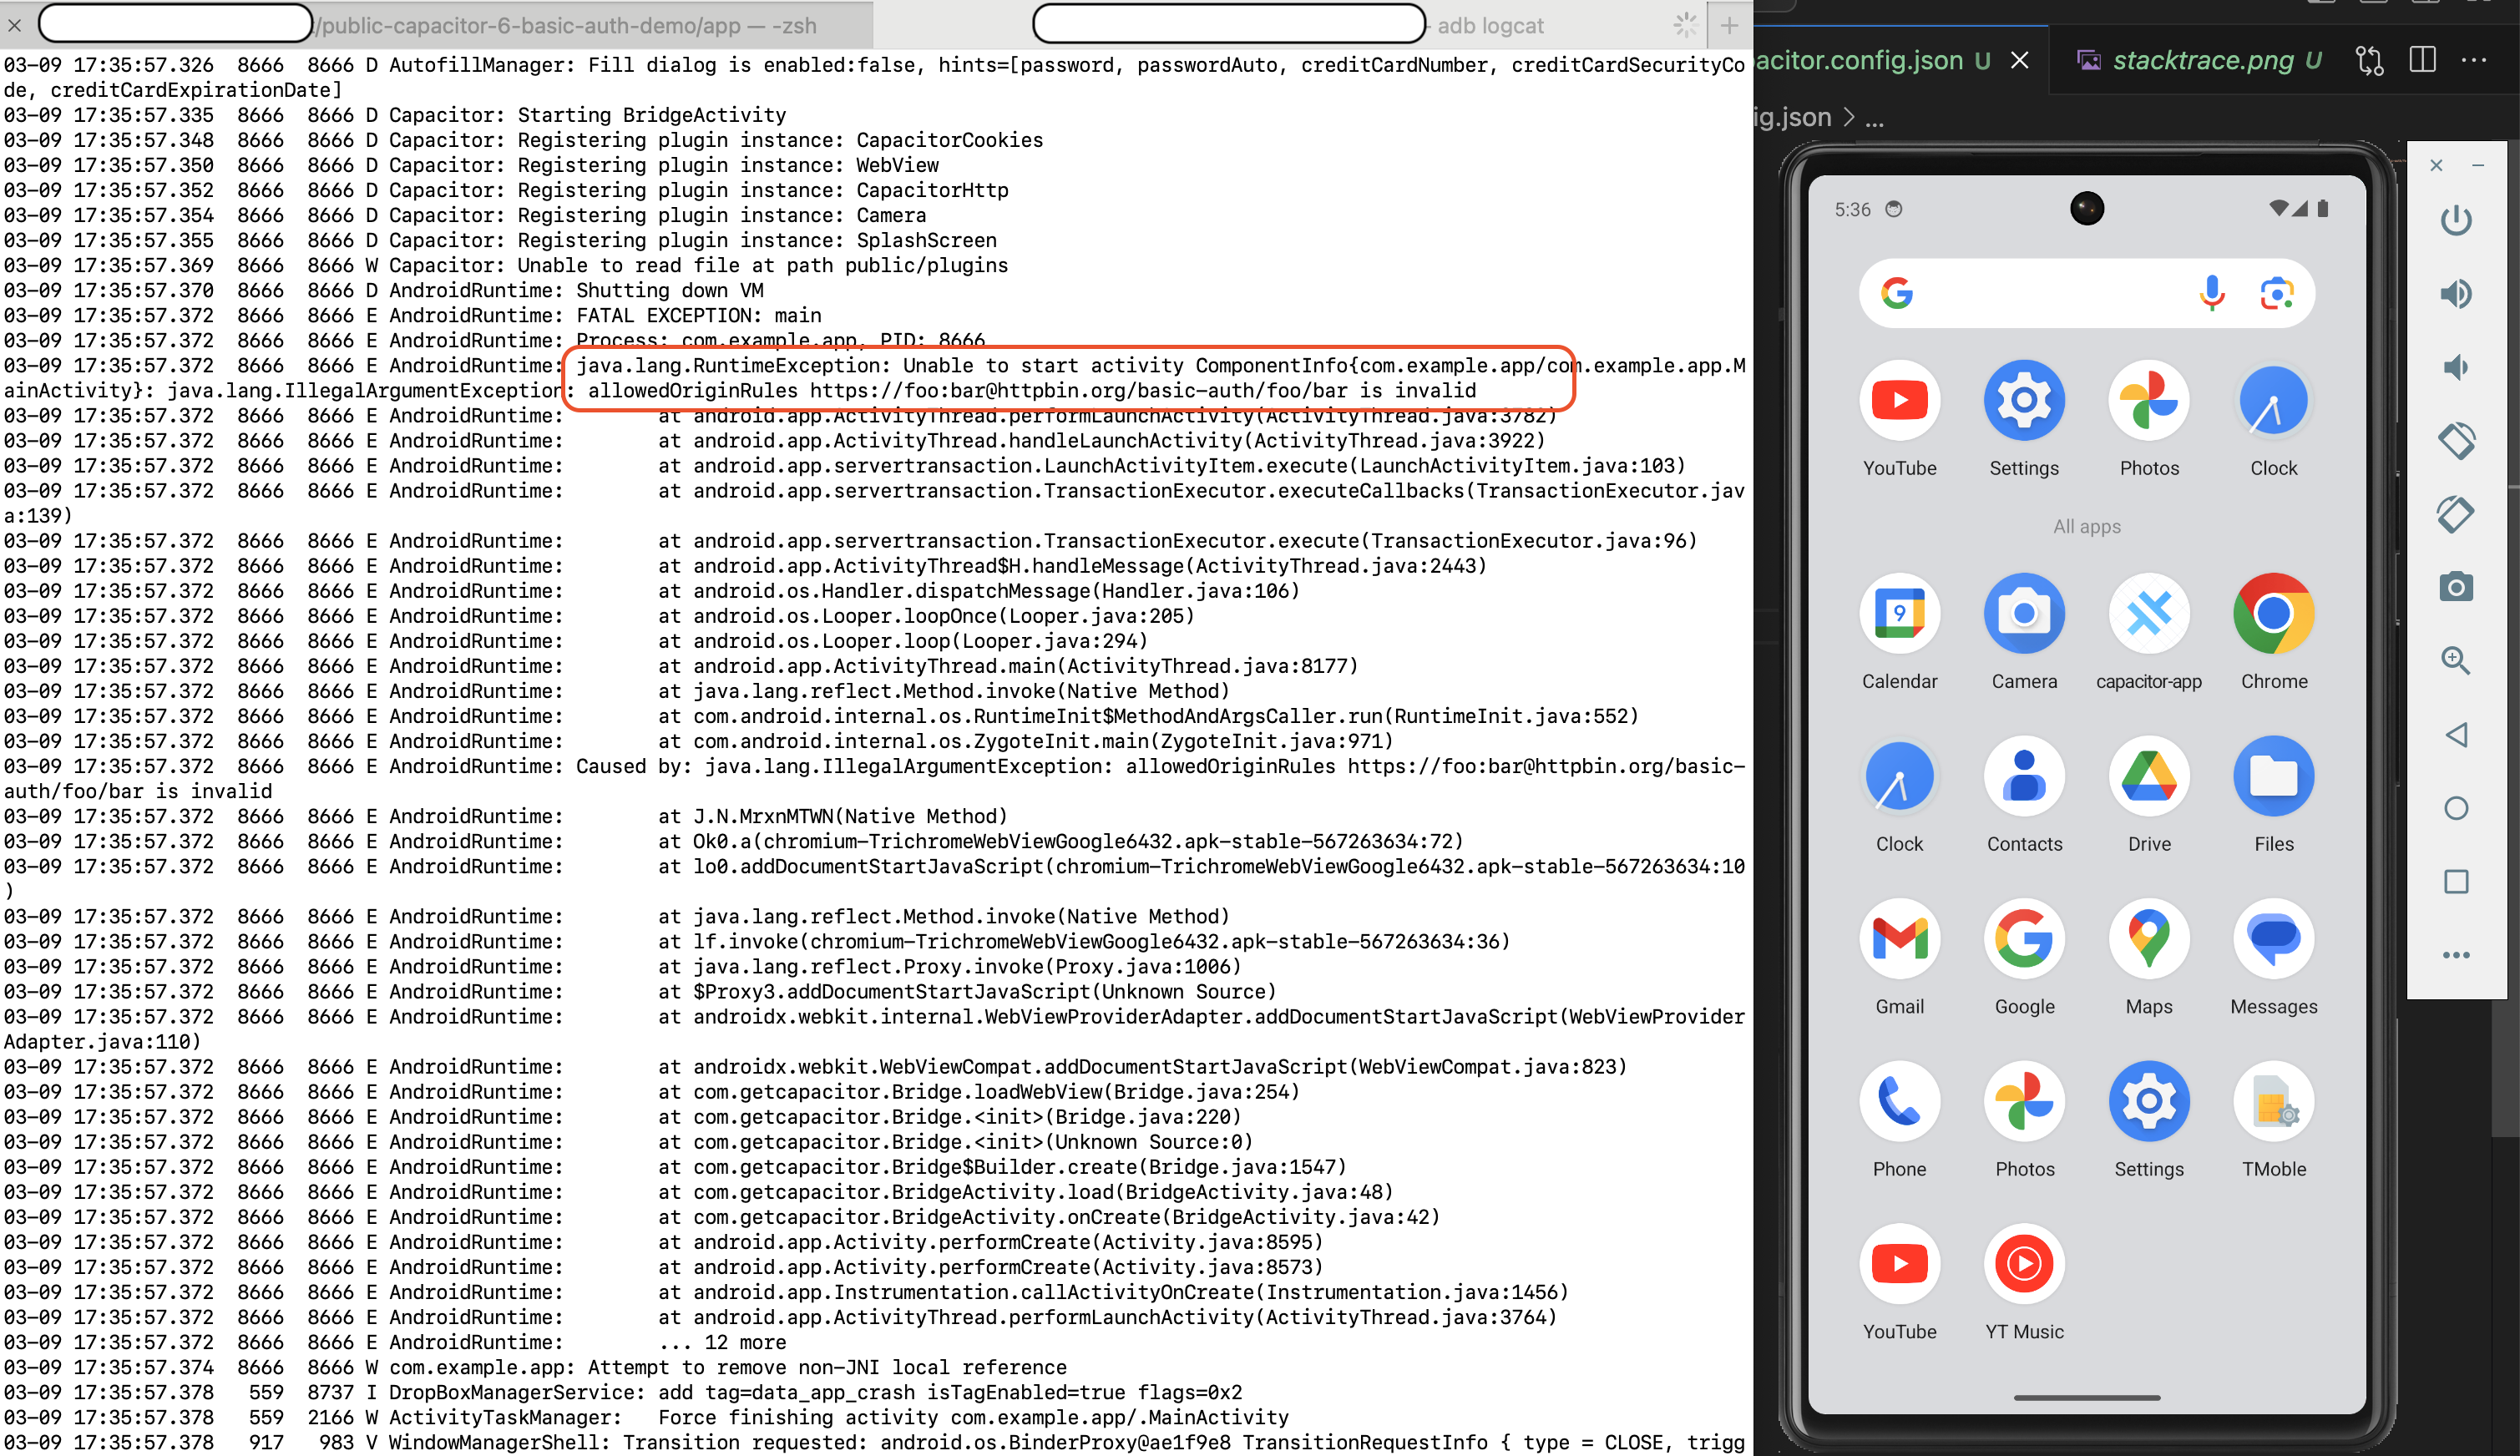 /public-capacitor-6-basic-auth-demo/app — -zsh
- adb logcat
03-09 17:35:57.326 8666 8666 D AutofillManager: Fill dialog is enabled:false, hints=[password, passwordAuto, creditCardNumber, creditCardSecurityCo
de, creditCardExpirationDate]
03-09 17:35:57.335 8666 8666 D Capacitor: Starting BridgeActivity
03-09 17:35:57.348 8666 8666 D Capacitor: Registering plugin instance: CapacitorCookies
03-09 17:35:57.350 8666 8666 D Capacitor: Registering plugin instance: WebView
03-09 17:35:57.352 8666 8666 D Capacitor: Registering plugin instance: CapacitorHttp
03-09 17:35:57.354 8666 8666 D Capacitor: Registering plugin instance: Camera
03-09 17:35:57.355 8666 8666 D Capacitor: Registering plugin instance: SplashScreen
03-09 17:35:57.369 8666 8666 W Capacitor: Unable to read file at path public/plugins
03-09 17:35:57.370 8666 8666 D AndroidRuntime: Shutting down VM
03-09 17:35:57.372 8666 8666 E AndroidRuntime: FATAL EXCEPTION: main
03-09 17:35:57.372 8666 8666 E AndroidRuntime: Process: com.example.app, PID: 8666
03-09 17:35:57.372 8666 8666 E AndroidRuntime: java.lang.RuntimeException: Unable to start activity ComponentInfo{com.example.app/com.example.app.M
ainActivity}: java.lang.IllegalArgumentException: allowedOriginRules https://foo:bar@httpbin.org/basic-auth/foo/bar is invalid
03-09 17:35:57.372 8666 8666 E AndroidRuntime: at android.app.ActivityThread.performLaunchActivity(ActivityThread.java:3782)
03-09 17:35:57.372 8666 8666 E AndroidRuntime: at android.app.ActivityThread.handleLaunchActivity(ActivityThread.java:3922)
03-09 17:35:57.372 8666 8666 E AndroidRuntime: at android.app.servertransaction.LaunchActivityItem.execute(LaunchActivityItem.java:103)
03-09 17:35:57.372 8666 8666 E AndroidRuntime: at android.app.servertransaction.TransactionExecutor.executeCallbacks(TransactionExecutor.jav
a:139)
03-09 17:35:57.372 8666 8666 E AndroidRuntime: at android.app.servertransaction.TransactionExecutor.execute(TransactionExecutor.java:96)
03-09 17:35:57.372 8666 8666 E AndroidRuntime: at android.app.ActivityThread$H.handleMessage(ActivityThread.java:2443)
03-09 17:35:57.372 8666 8666 E AndroidRuntime: at android.os.Handler.dispatchMessage(Handler.java:106)
03-09 17:35:57.372 8666 8666 E AndroidRuntime: at android.os.Looper.loopOnce(Looper.java:205)
03-09 17:35:57.372 8666 8666 E AndroidRuntime: at android.os.Looper.loop(Looper.java:294)
03-09 17:35:57.372 8666 8666 E AndroidRuntime: at android.app.ActivityThread.main(ActivityThread.java:8177)
03-09 17:35:57.372 8666 8666 E AndroidRuntime: at java.lang.reflect.Method.invoke(Native Method)
03-09 17:35:57.372 8666 8666 E AndroidRuntime: at com.android.internal.os.RuntimeInit$MethodAndArgsCaller.run(RuntimeInit.java:552)
03-09 17:35:57.372 8666 8666 E AndroidRuntime: at com.android.internal.os.ZygoteInit.main(ZygoteInit.java:971)
03-09 17:35:57.372 8666 8666 E AndroidRuntime: Caused by: java.lang.IllegalArgumentException: allowedOriginRules https://foo:bar@httpbin.org/basic-
auth/foo/bar is invalid
03-09 17:35:57.372 8666 8666 E AndroidRuntime: at J.N.MrxnMTWN(Native Method)
03-09 17:35:57.372 8666 8666 E AndroidRuntime: at Ok0.a(chromium-TrichromeWebViewGoogle6432.apk-stable-567263634:72)
03-09 17:35:57.372 8666 8666 E AndroidRuntime: at lo0.addDocumentStartJavaScript(chromium-TrichromeWebViewGoogle6432.apk-stable-567263634:10
)
03-09 17:35:57.372 8666 8666 E AndroidRuntime: at java.lang.reflect.Method.invoke(Native Method)
03-09 17:35:57.372 8666 8666 E AndroidRuntime: at lf.invoke(chromium-TrichromeWebViewGoogle6432.apk-stable-567263634:36)
03-09 17:35:57.372 8666 8666 E AndroidRuntime: at java.lang.reflect.Proxy.invoke(Proxy.java:1006)
03-09 17:35:57.372 8666 8666 E AndroidRuntime: at $Proxy3.addDocumentStartJavaScript(Unknown Source)
03-09 17:35:57.372 8666 8666 E AndroidRuntime: at androidx.webkit.internal.WebViewProviderAdapter.addDocumentStartJavaScript(WebViewProvider
Adapter.java:110)
03-09 17:35:57.372 8666 8666 E AndroidRuntime: at androidx.webkit.WebViewCompat.addDocumentStartJavaScript(WebViewCompat.java:823)
03-09 17:35:57.372 8666 8666 E AndroidRuntime: at com.getcapacitor.Bridge.loadWebView(Bridge.java:254)
03-09 17:35:57.372 8666 8666 E AndroidRuntime: at com.getcapacitor.Bridge.<init>(Bridge.java:220)
03-09 17:35:57.372 8666 8666 E AndroidRuntime: at com.getcapacitor.Bridge.<init>(Unknown Source:0)
03-09 17:35:57.372 8666 8666 E AndroidRuntime: at com.getcapacitor.Bridge$Builder.create(Bridge.java:1547)
03-09 17:35:57.372 8666 8666 E AndroidRuntime: at com.getcapacitor.BridgeActivity.load(BridgeActivity.java:48)
03-09 17:35:57.372 8666 8666 E AndroidRuntime: at com.getcapacitor.BridgeActivity.onCreate(BridgeActivity.java:42)
03-09 17:35:57.372 8666 8666 E AndroidRuntime: at android.app.Activity.performCreate(Activity.java:8595)
03-09 17:35:57.372 8666 8666 E AndroidRuntime: at android.app.Activity.performCreate(Activity.java:8573)
03-09 17:35:57.372 8666 8666 E AndroidRuntime: at android.app.Instrumentation.callActivityOnCreate(Instrumentation.java:1456)
03-09 17:35:57.372 8666 8666 E AndroidRuntime: at android.app.ActivityThread.performLaunchActivity(ActivityThread.java:3764)
03-09 17:35:57.372 8666 8666 E AndroidRuntime: ... 12 more
03-09 17:35:57.374 8666 8666 W com.example.app: Attempt to remove non-JNI local reference
03-09 17:35:57.378 559 8737 I DropBoxManagerService: add tag=data_app_crash isTagEnabled=true flags=0x2
03-09 17:35:57.378 559 2166 W ActivityTaskManager: Force finishing activity com.example.app/.MainActivity
03-09 17:35:57.378 917 983 V WindowManagerShell: Transition requested: android.os.BinderProxy@ae1f9e8 TransitionRequestInfo { type = CLOSE, trigg
acitor.config.json U
stacktrace.png U
ig.json > ...
5:36
YouTube Settings Photos Clock
All apps
9
Calendar Camera capacitor-app Chrome
Clock Contacts Drive Files
Gmail Google Maps Messages
Phone Photos Settings TMoble
YouTube YT Music